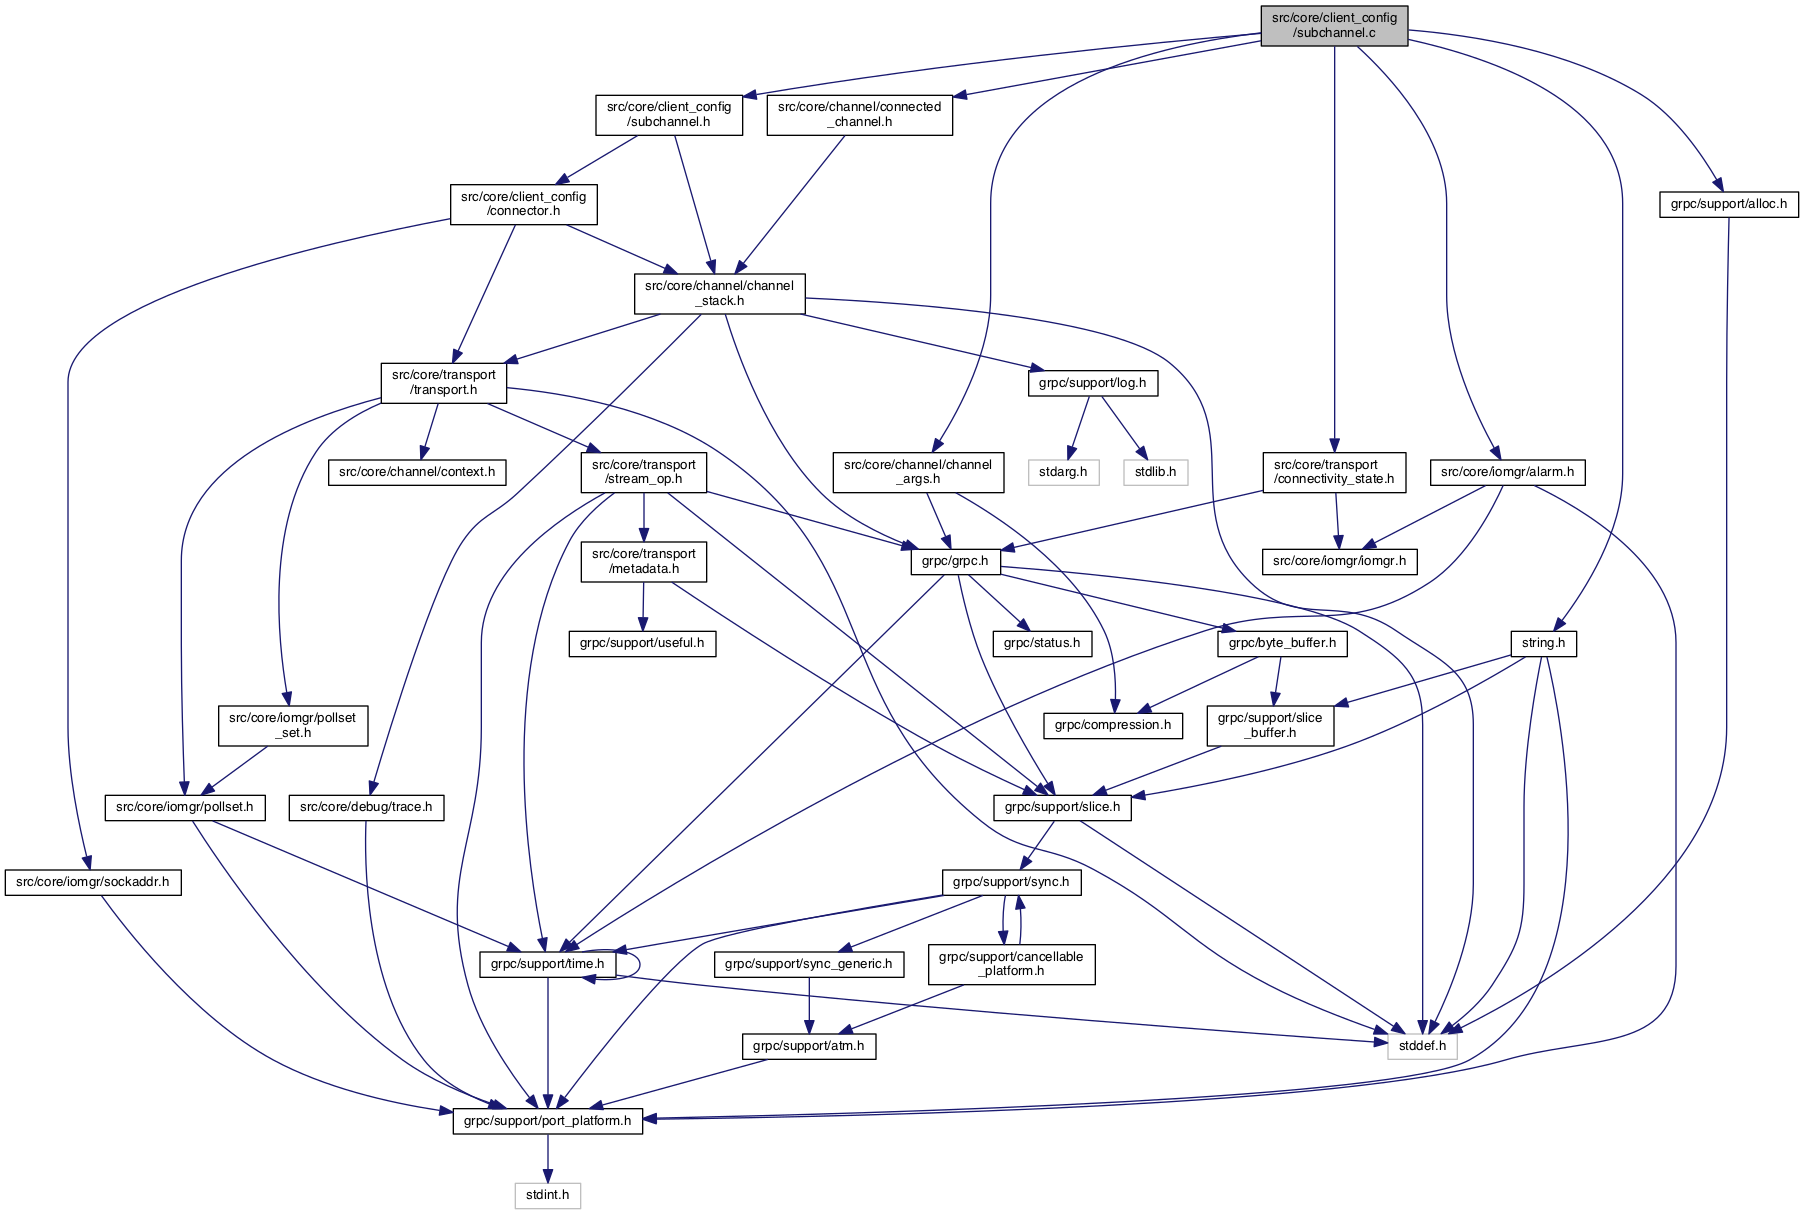 src/core/client_config
/subchannel.c
src/core/client_config
/subchannel.h
src/core/channel/connected
_channel.h
src/core/client_config
/connector.h
grpc/support/alloc.h
src/core/channel/channel
_stack.h
src/core/transport
/transport.h
grpc/support/log.h
src/core/channel/context.h
src/core/transport
/stream_op.h
src/core/channel/channel
_args.h
stdarg.h
stdlib.h
src/core/transport
/connectivity_state.h
src/core/iomgr/alarm.h
src/core/transport
/metadata.h
grpc/grpc.h
src/core/iomgr/iomgr.h
grpc/support/useful.h
grpc/status.h
grpc/byte_buffer.h
string.h
src/core/iomgr/pollset
_set.h
grpc/compression.h
grpc/support/slice
_buffer.h
src/core/iomgr/pollset.h
src/core/debug/trace.h
grpc/support/slice.h
src/core/iomgr/sockaddr.h
grpc/support/sync.h
grpc/support/time.h
grpc/support/sync_generic.h
grpc/support/cancellable
_platform.h
grpc/support/atm.h
stddef.h
grpc/support/port_platform.h
stdint.h